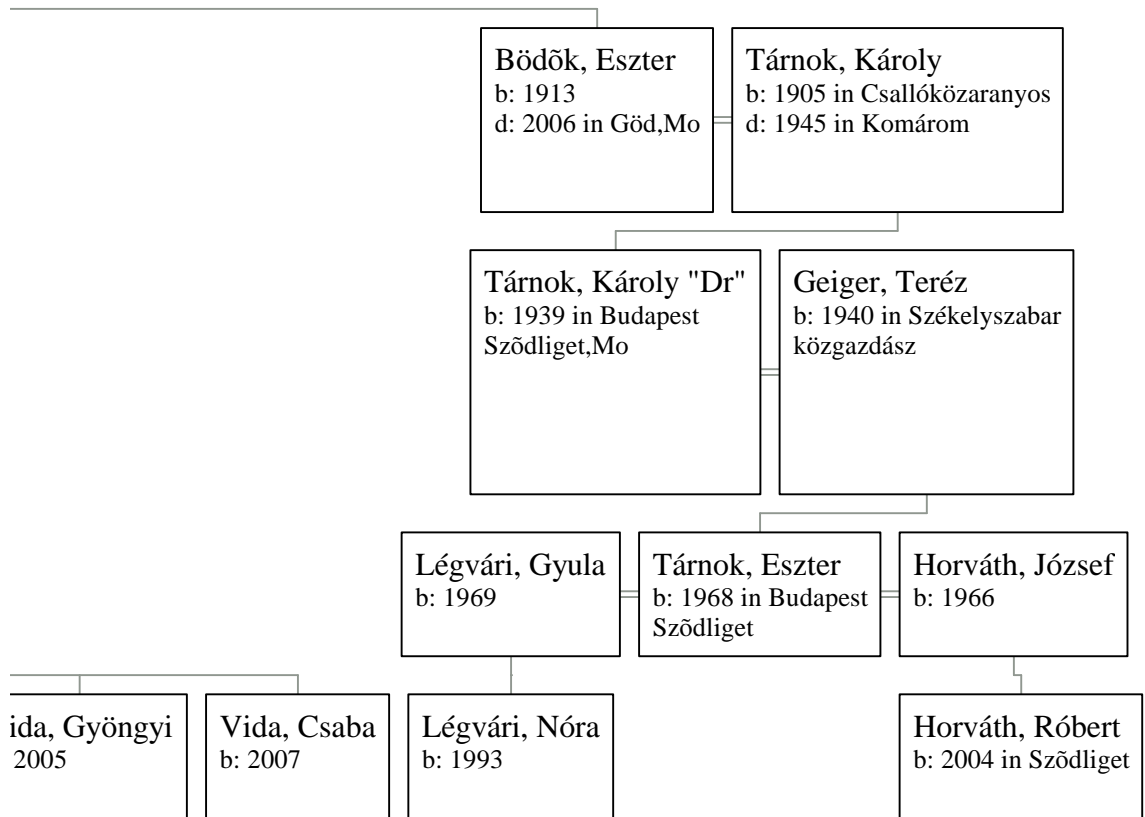 Bödõk, Eszter
b: 1913
d: 2006 in Göd,Mo
Tárnok, Károly
b: 1905 in Csallóközaranyos
d: 1945 in Komárom
Tárnok, Károly "Dr"
b: 1939 in Budapest
Szõdliget,Mo
Geiger, Teréz
b: 1940 in Székelyszabar
közgazdász
Légvári, Gyula
b: 1969
Tárnok, Eszter
b: 1968 in Budapest
Szõdliget
Horváth, József
b: 1966
ida, Gyöngyi
2005
Vida, Csaba
b: 2007
Légvári, Nóra
b: 1993
Horváth, Róbert
b: 2004 in Szõdliget